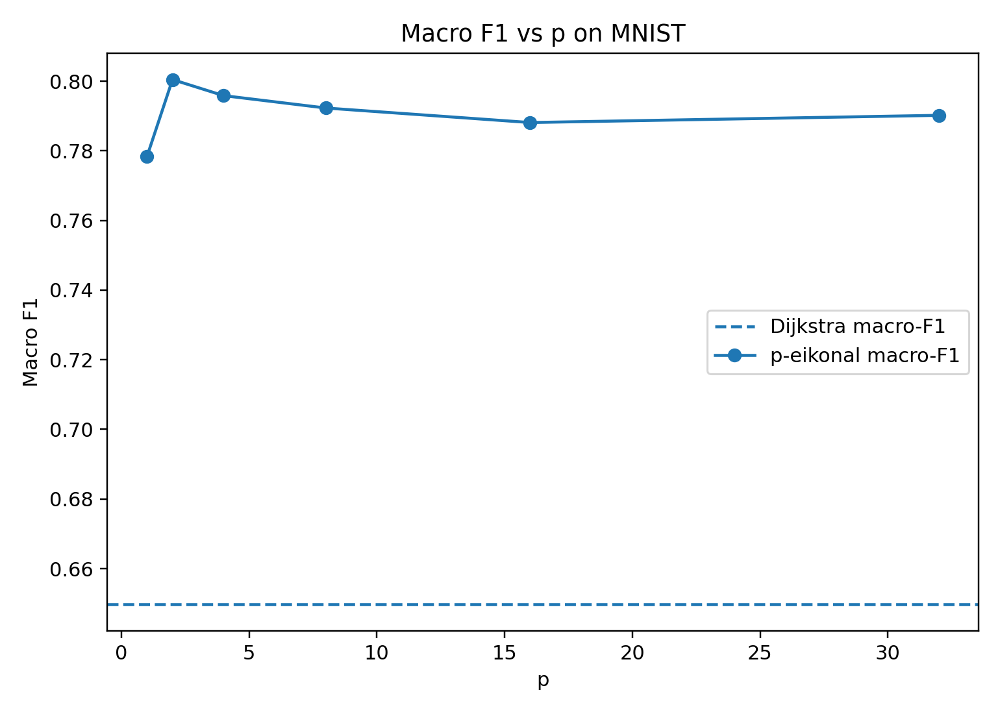 Macro F1 vs p on MNIST
Macro F1
0.80
0.78
0.76
0.74
0.72
0.70
0.68
0.66
Dijkstra macro-F1
p-eikonal macro-F1
0 5 10 15 20 25 30
p